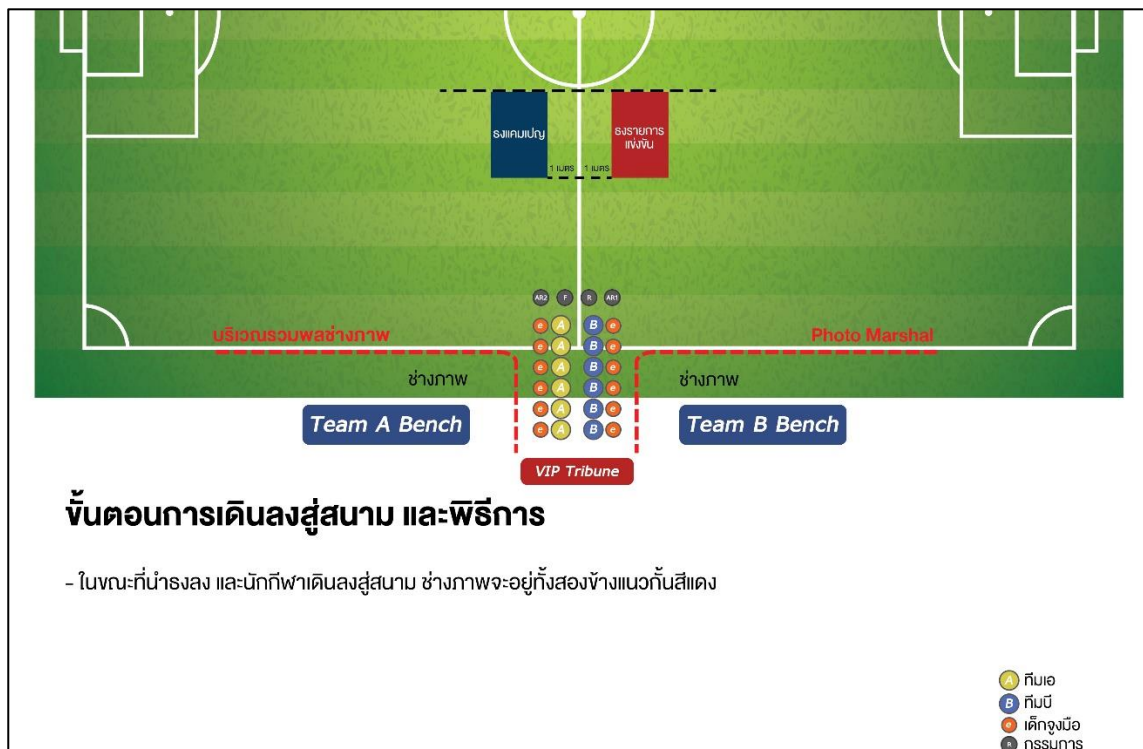 ธงแคมเปญ
ธงรายการ
แข่งขัน
1 เมตร 1 เมตร
AR2 F R AR1
e A B e
บริเวณรวมพลช่างภาพ e A B e Photo Marshal
e A B e
ช่างภาพ e A B e ช่างภาพ
Team A Bench e A B e Team B Bench
e A B e
VIP Tribune
ขั้นตอนการเดินลงสู่สนาม และพิธีการ
- ในขณะที่นำธงลง และนักกีฬาเดินลงสู่สนาม ช่างภาพจะอยู่ทั้งสองข้างแนวกั้นสีแดง
A ทีมเอ
B ทีมบี
e เด็กจูงมือ
R กรรมการ